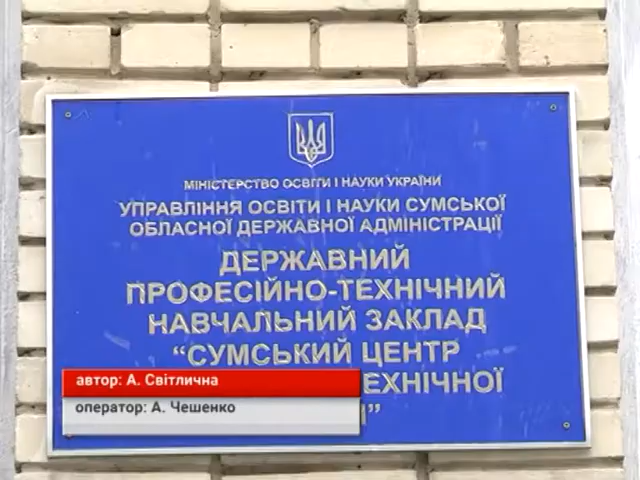 МІНІСТЕРСТВО ОСВІТИ І НАУКИ УКРАЇНИ
УПРАВЛІННЯ ОСВІТИ І НАУКИ СУМСЬКОЇ
ОБЛАСНОЇ ДЕРЖАВНОЇ АДМІНІСТРАЦІЇ
ДЕРЖАВНИЙ
ПРОФЕСІЙНО-ТЕХНІЧНИЙ
НАВЧАЛЬНИЙ ЗАКЛАД
“СУМСЬКИЙ ЦЕНТР
ЕХНІЧНОЇ
автор: А. Світлична
оператор: А. Чешенко